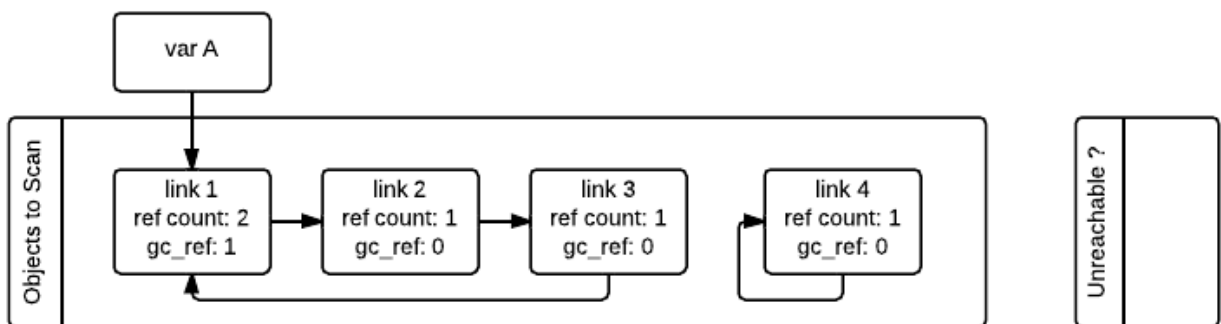 var A
Objects to Scan
link 1
ref count: 2
gc_ref: 1
link 2
ref count: 1
gc_ref: 0
link 3
ref count: 1
gc_ref: 0
link 4
ref count: 1
gc_ref: 0
Unreachable ?